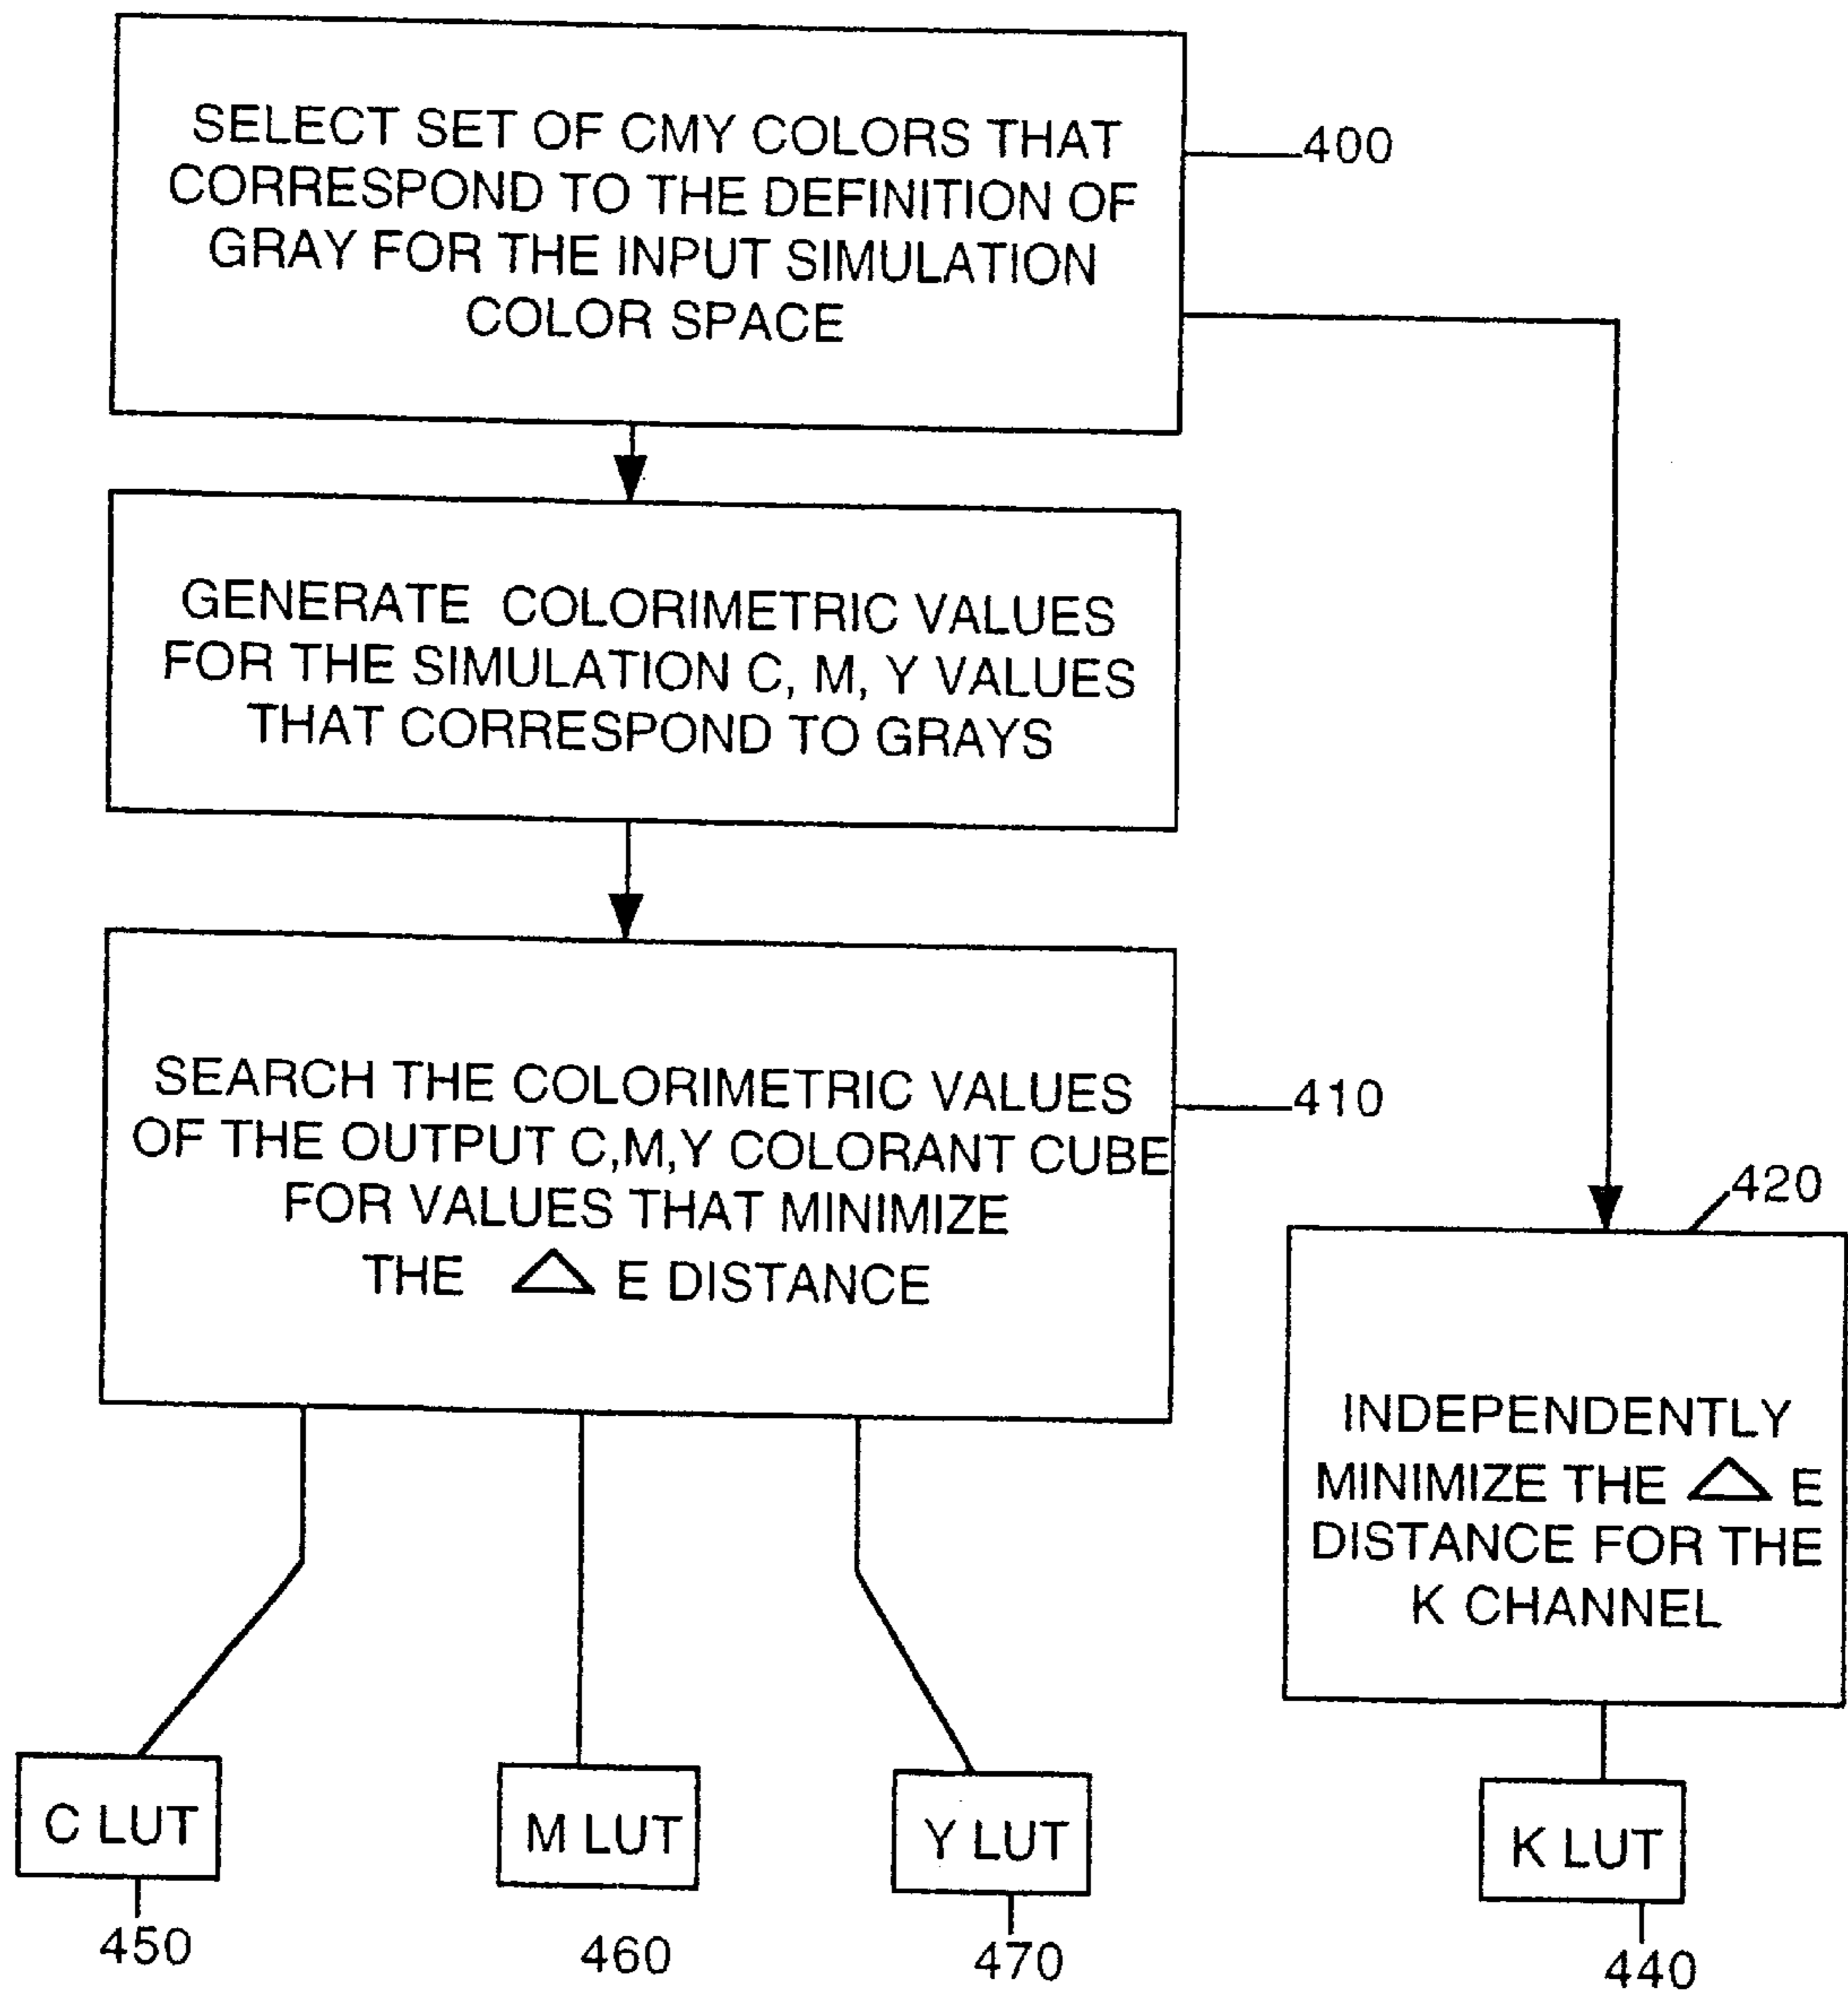 SELECT SET OF CMY COLORS THAT
CORRESPOND TO THE DEFINITION OF
GRAY FOR THE INPUT SIMULATION
COLOR SPACE
400
GENERATE COLORIMETRIC VALUES
FOR THE SIMULATION C, M, Y VALUES
THAT CORRESPOND TO GRAYS
SEARCH THE COLORIMETRIC VALUES
OF THE OUTPUT C,M,Y COLORANT CUBE
FOR VALUES THAT MINIMIZE
THE △ E DISTANCE
410
420
INDEPENDENTLY
MINIMIZE THE △ E
DISTANCE FOR THE
K CHANNEL
C LUT
M LUT
Y LUT
K LUT
450
460
470
440